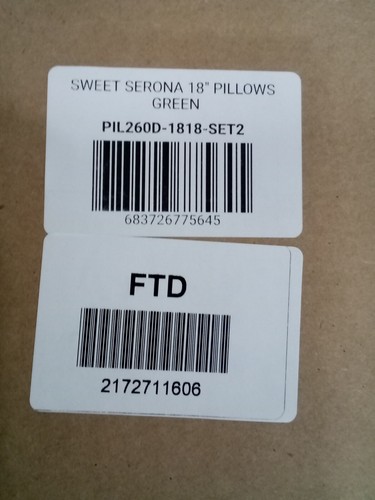 SWEET SERONA 18" PILLOWS
GREEN
PIL260D-1818-SET2
683726775645
FTD
2172711606